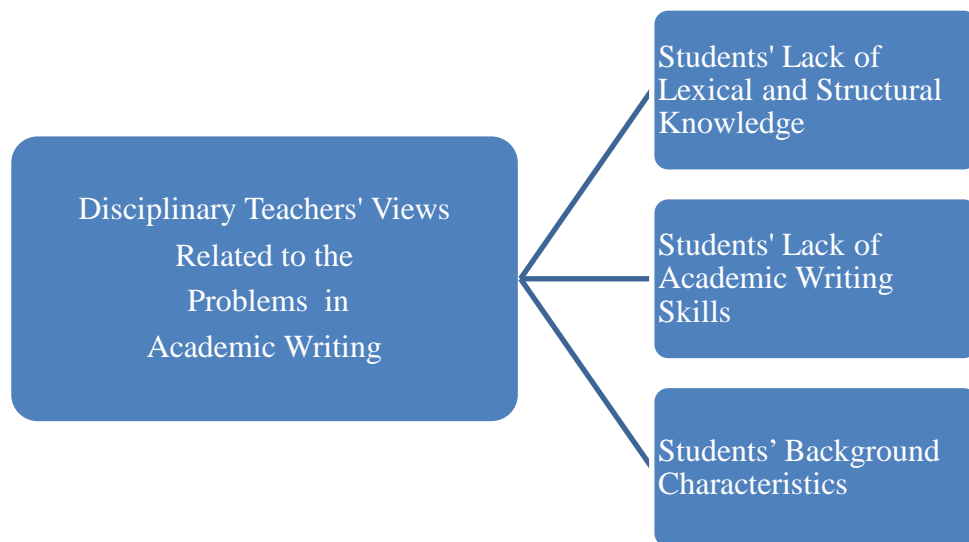 Disciplinary Teachers' Views
Related to the
Problems in
Academic Writing
Students' Lack of
Lexical and Structural
Knowledge
Students' Lack of
Academic Writing
Skills
Students’ Background
Characteristics